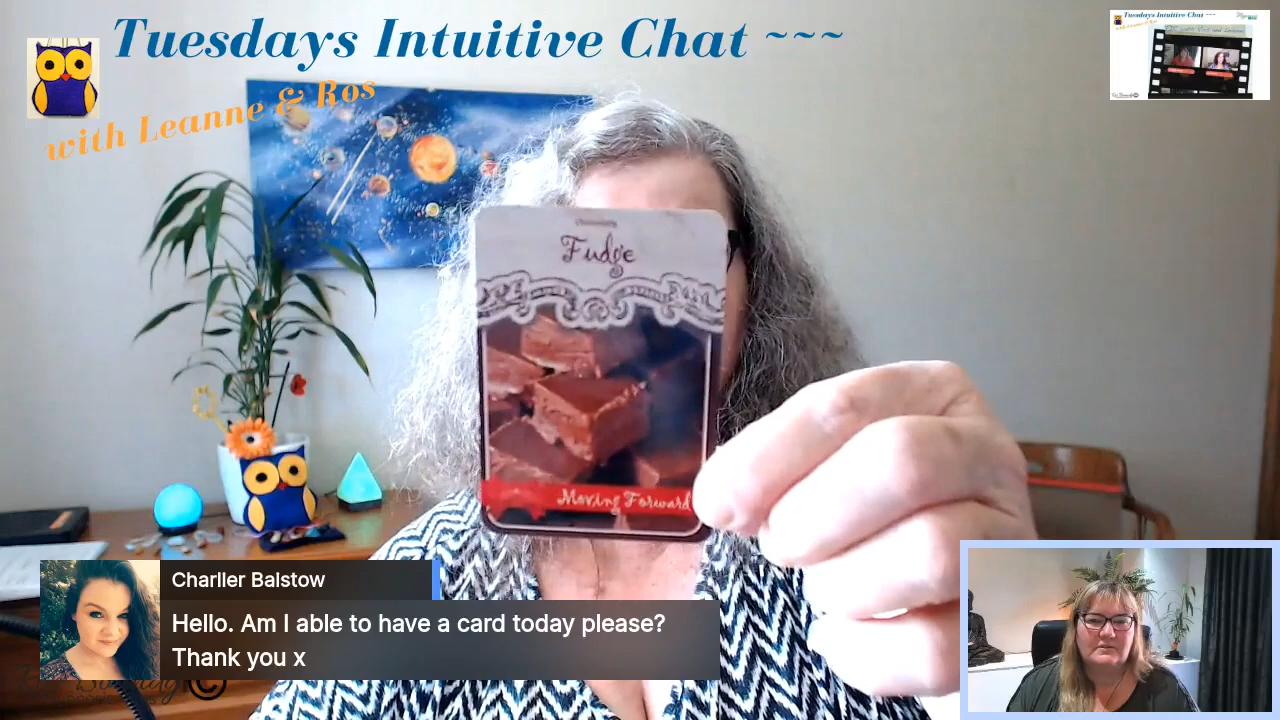 Tuesdays Intuitive Chat ~~~
with Leanne & Ros
Fudge
Moving Forward
Charlier Balstow
Hello. Am I able to have a card today please?
Thank you x
©